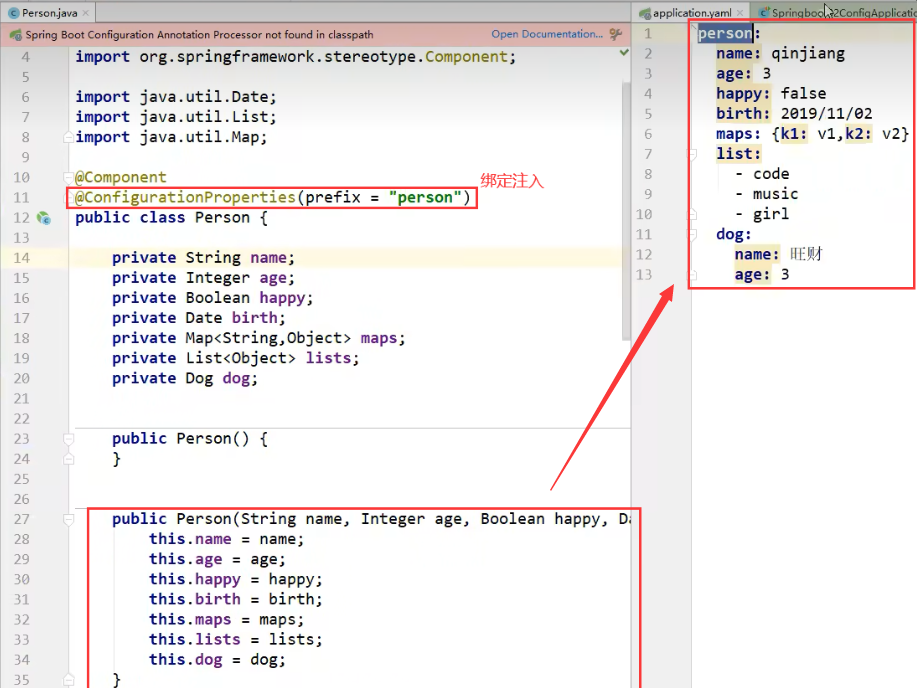 Person.java
Spring Boot Configuration Annotation Processor not found in classpath
Open Documentation...
4 import org.springframework.stereotype.Component;
5
6 import java.util.Date;
7 import java.util.List;
8 import java.util.Map;
9
10 @Component
11 @ConfigurationProperties(prefix = "person")
绑定注入
12 public class Person {
13
14 private String name;
15 private Integer age;
16 private Boolean happy;
17 private Date birth;
18 private Map<String,Object> maps;
19 private List<Object> lists;
20 private Dog dog;
21
22
23 public Person() {
24 }
25
26
27 public Person(String name, Integer age, Boolean happy, Da
28 this.name = name;
29 this.age = age;
30 this.happy = happy;
31 this.birth = birth;
32 this.maps = maps;
33 this.lists = lists;
34 this.dog = dog;
35 }
application.yaml
Springboot02ConfigApplication
1 person:
2 name: qinjiang
3 age: 3
4 happy: false
5 birth: 2019/11/02
6 maps: {k1: v1,k2: v2}
7 list:
8 - code
9 - music
10 - girl
11 dog:
12 name: 旺财
13 age: 3